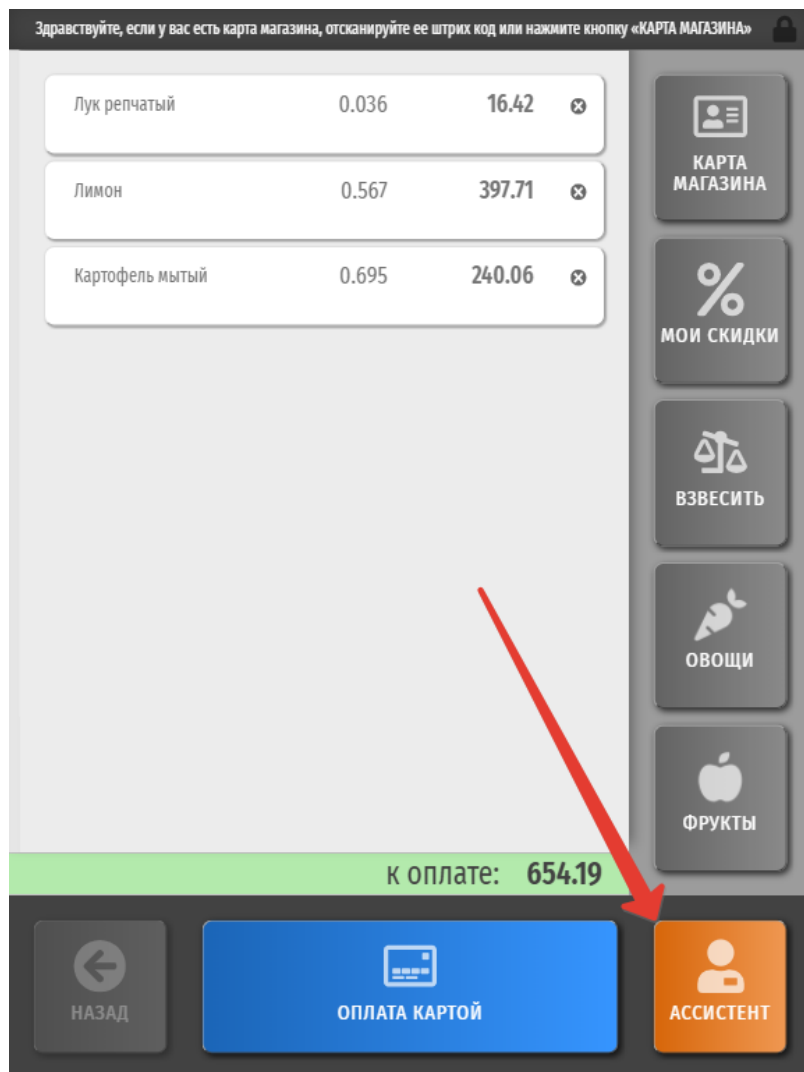 Здравствуйте, если у вас есть карта магазина, отсканируйте ее штрих код или нажмите кнопку «КАРТА МАГАЗИНА»
Лук репчатый 0.036 16.42
Лимон 0.567 397.71
Картофель мытый 0.695 240.06
КАРТА
МАГАЗИНА
МОИ СКИДКИ
ВЗВЕСИТЬ
ОВОЩИ
ФРУКТЫ
к оплате: 654.19
НАЗАД
ОПЛАТА КАРТОЙ
АССИСТЕНТ